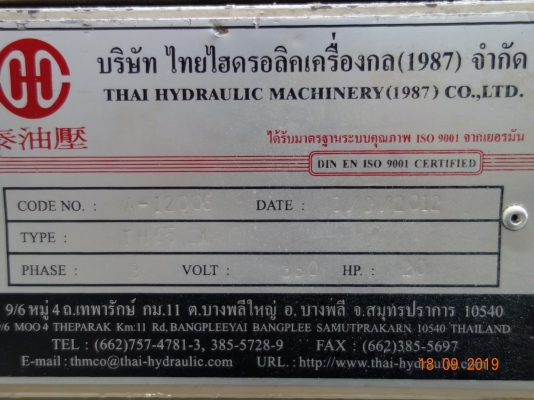 บริษัท ไทยไฮดรอลิคเครื่องกล(1987) จำกัด
THAI HYDRAULIC MACHINERY(1987) CO.,LTD.
泰油壓
ได้รับมาตรฐานระบบคุณภาพ ISO 9001 จากเยอรมัน
DIN EN ISO 9001 CERTIFIED
CODE NO. : DATE :
TYPE :
PHASE : 3 VOLT : 380 HP. : 20
9/6 หมู่ 4 ถ.เทพารักษ์ กม.11 ต.บางพลีใหญ่ อ.บางพลี จ.สมุทรปราการ 10540
9/6 MOO 4 THEPARAK Km:11 Rd, BANGPLEEYAI BANGPLEE SAMUTPRAKARN 10540 THAILAND
TEL : (662)757-4781-3, 385-5728-9 FAX : (662)385-5697
E-mail : thmco@thai-hydraulic.com URL. : http://www.thai-hydraulic.com
18 09 2019